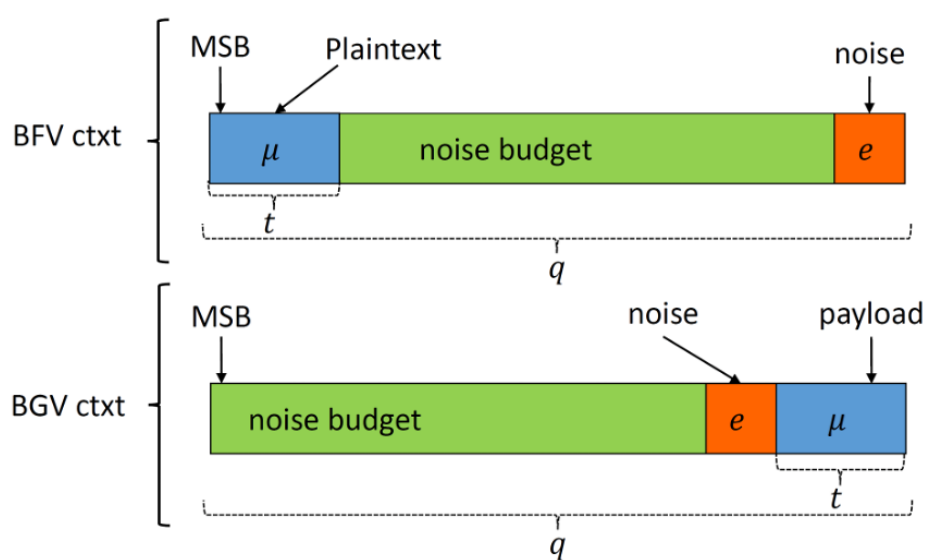 MSB
Plaintext
noise
BFV ctxt
μ
noise budget
e
t
q
MSB
noise
payload
BGV ctxt
noise budget
e
μ
t
q